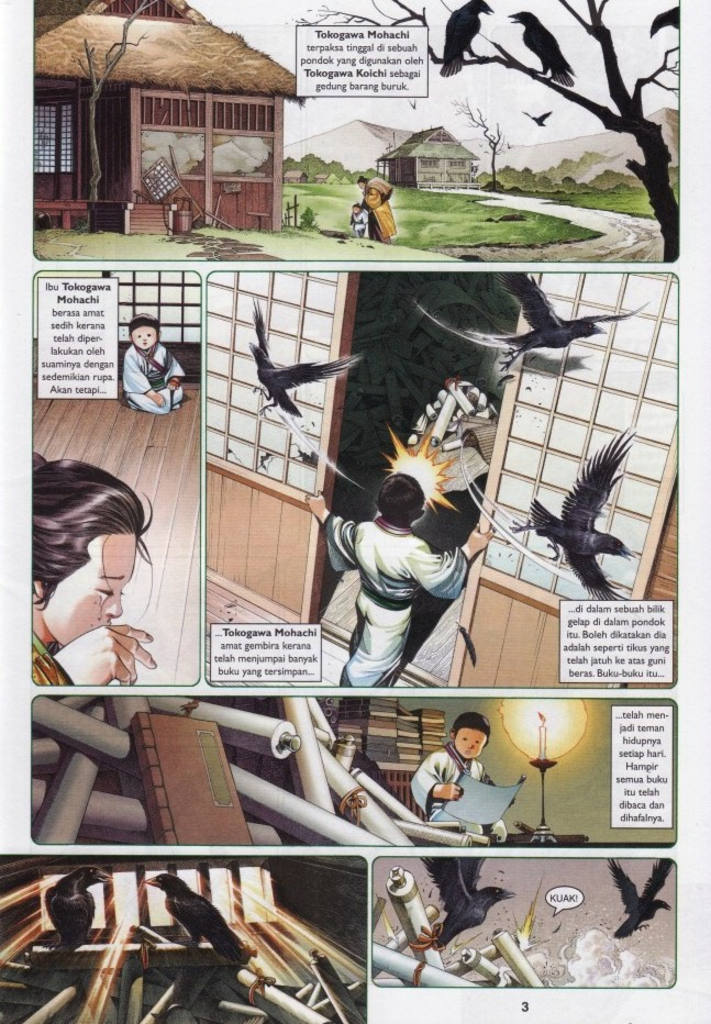 Tokogawa Mohachi
terpaksa tinggal di sebuah
pondok yang digunakan oleh
Tokogawa Koichi sebagai
gedung barang buruk.
Ibu Tokogawa
Mohachi
berasa amat
sedih kerana
telah diper-
lakukan oleh
suaminya dengan
sedemikian rupa.
Akan tetapi...
...Tokogawa Mohachi
amat gembira kerana
telah menjumpai banyak
buku yang tersimpan...
...di dalam sebuah bilik
gelap di dalam pondok
itu. Boleh dikatakan dia
adalah seperti tikus yang
telah jatuh ke atas guni
beras. Buku-buku itu...
...telah men-
jadi teman
hidupnya
setiap hari.
Hampir
semua buku
itu telah
dibaca dan
dihafalnya.
KUAK!
3